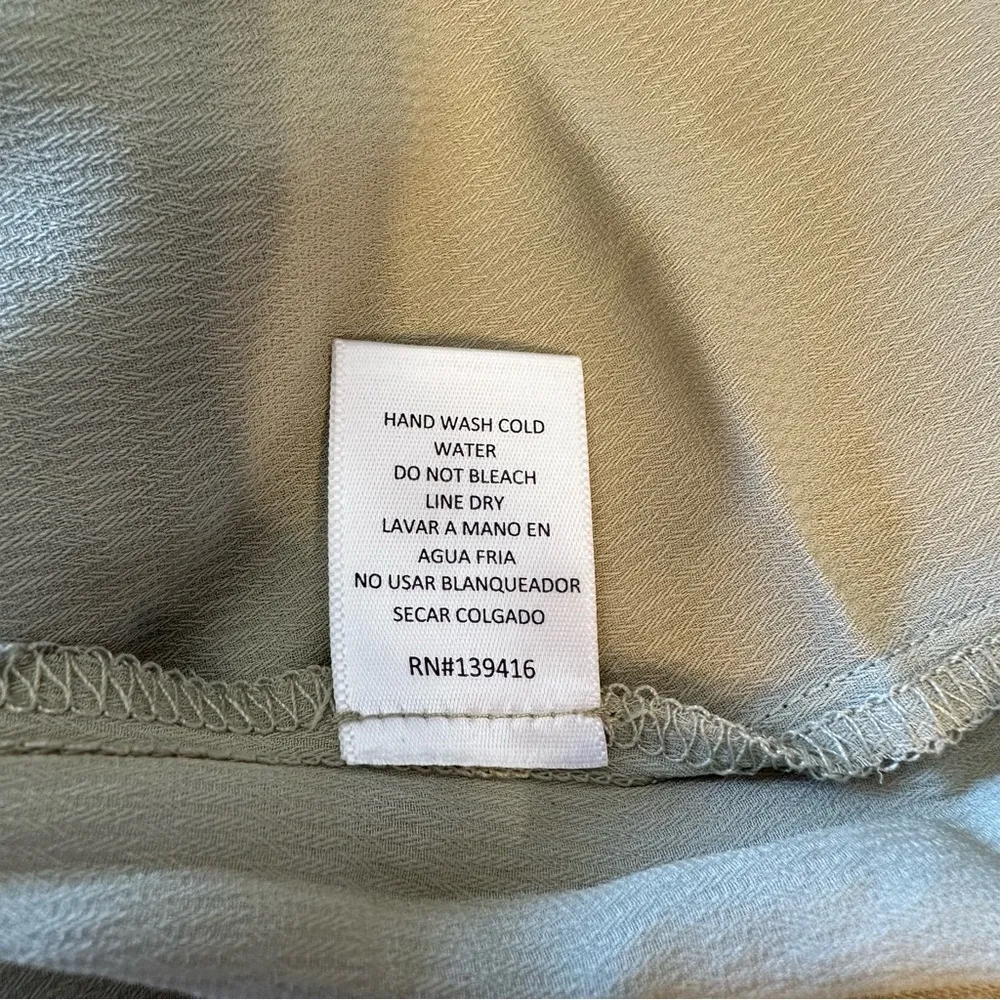 HAND WASH COLD
WATER
DO NOT BLEACH
LINE DRY
LAVAR A MANO EN
AGUA FRIA
NO USAR BLANQUEADOR
SECAR COLGADO
RN#139416